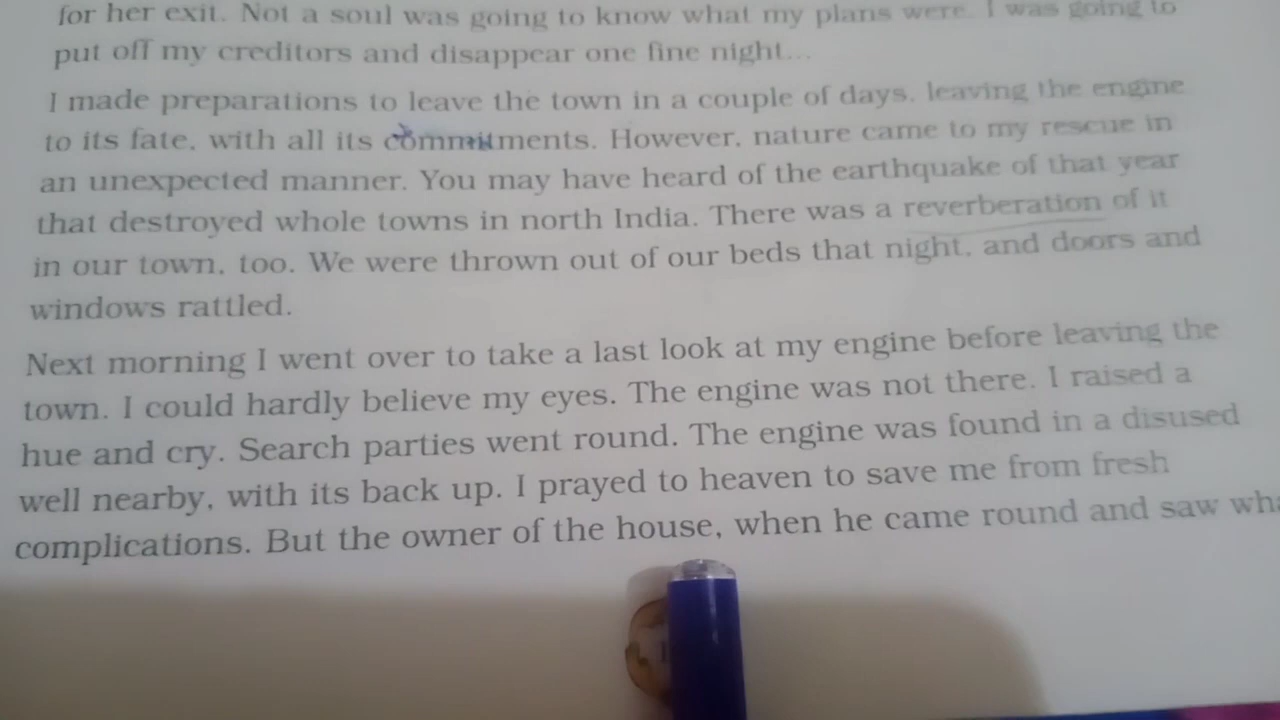 for her exit. Not a soul was going to know what my plans were. I was going to
put off my creditors and disappear one fine night...
I made preparations to leave the town in a couple of days, leaving the engine
to its fate, with all its commitments. However, nature came to my rescue in
an unexpected manner. You may have heard of the earthquake of that year
that destroyed whole towns in north India. There was a reverberation of it
in our town, too. We were thrown out of our beds that night, and doors and
windows rattled.
Next morning I went over to take a last look at my engine before leaving the
town. I could hardly believe my eyes. The engine was not there. I raised a
hue and cry. Search parties went round. The engine was found in a disused
well nearby, with its back up. I prayed to heaven to save me from fresh
complications. But the owner of the house, when he came round and saw